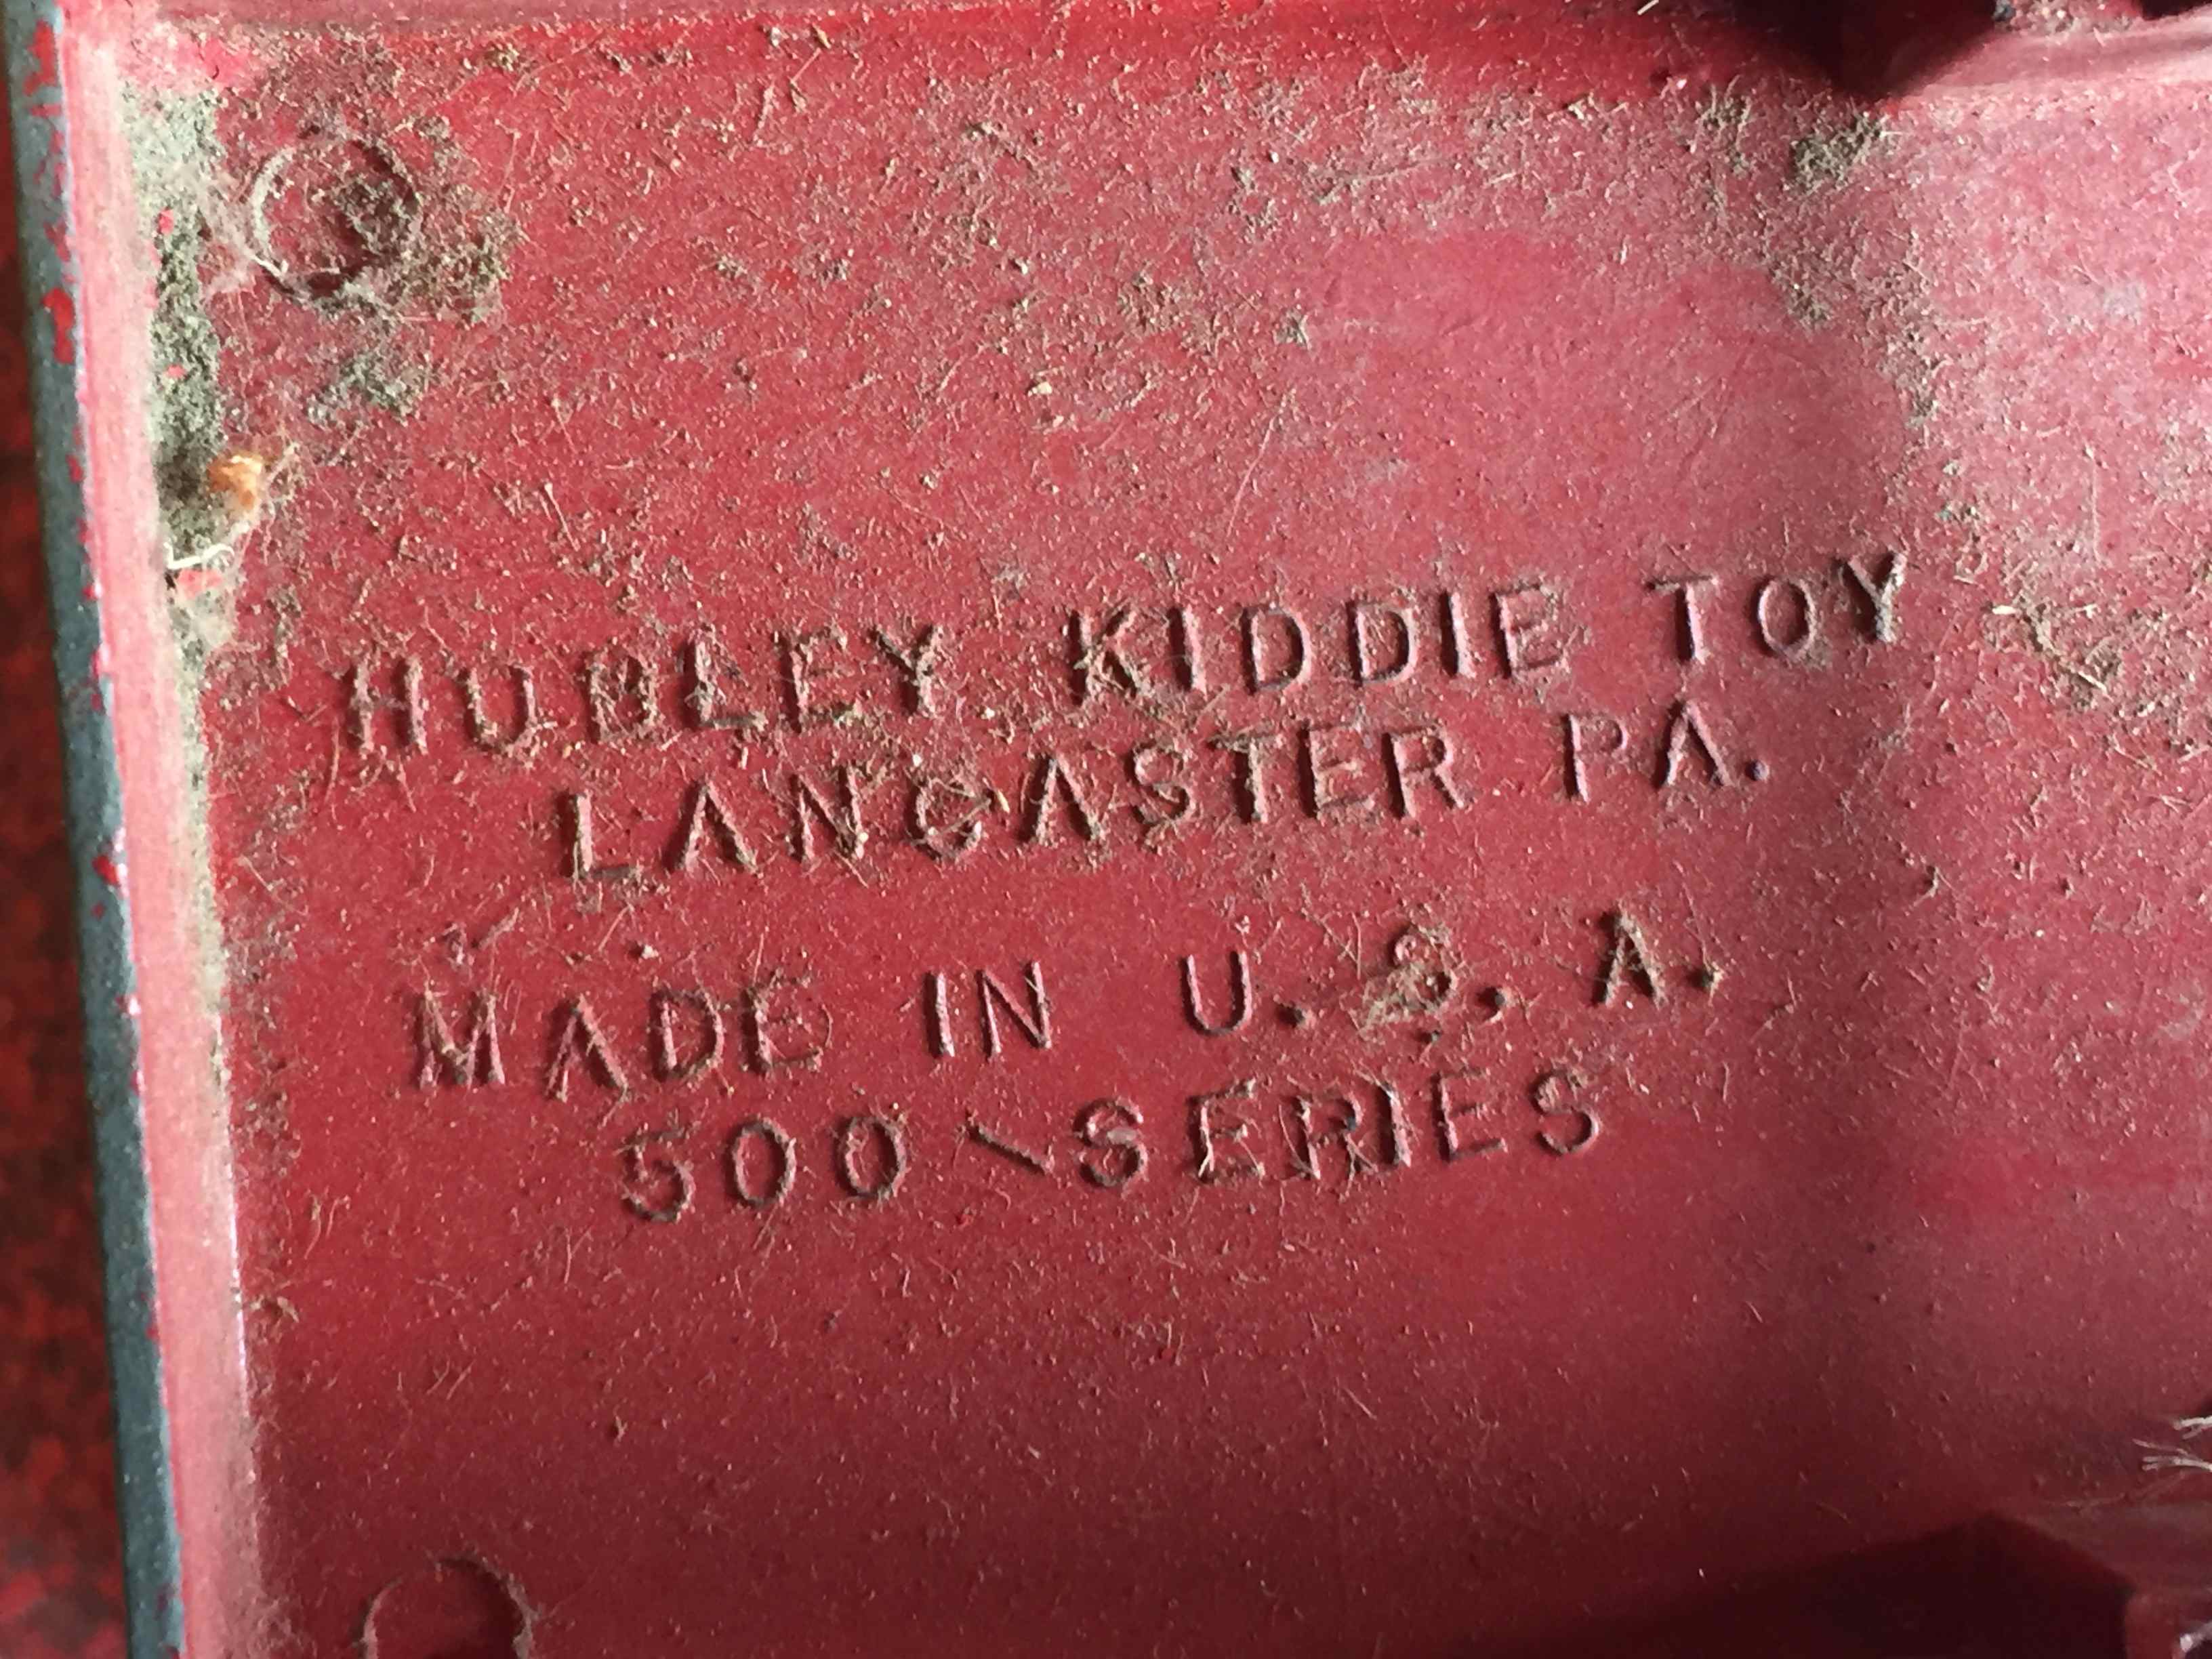 HUBLEY KIDDIE TOY
LANCASTER PA.
MADE IN U. S. A.
500 \ SERIES